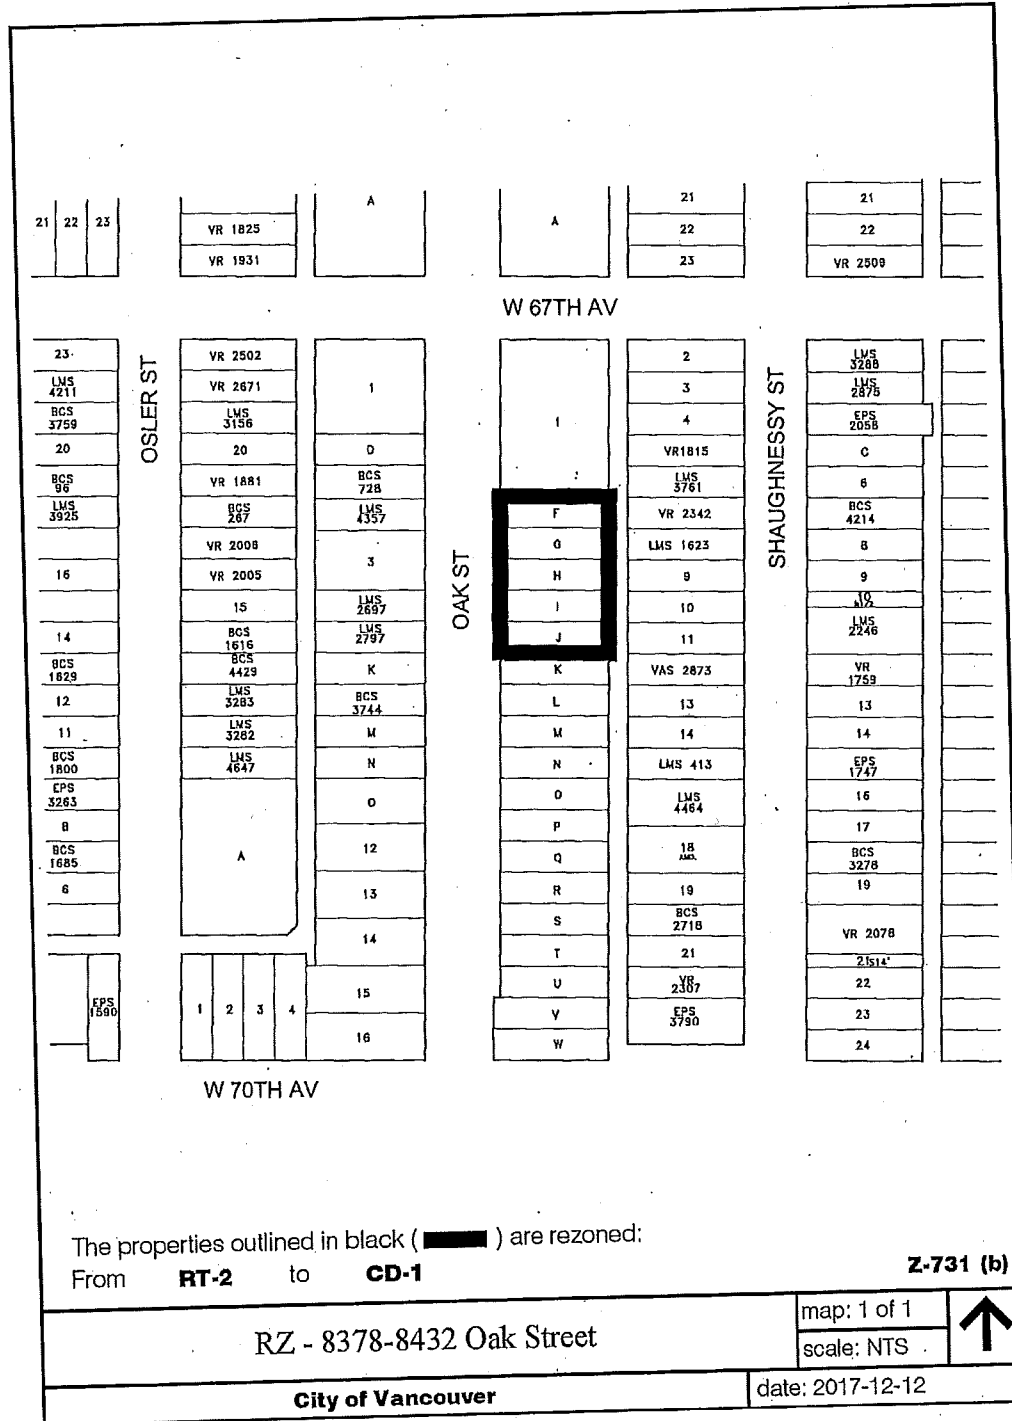 21 22 23
VR 1825
VR 1931
A
A
21
22
23
21
22
VR 2509
W 67TH AV
OSLER ST
OAK ST
SHAUGHNESSY ST
23
LMS
4211
BCS
3759
20
BCS
96
LMS
3925
16
14
BCS
1629
12
11
BCS
1800
EPS
3263
8
BCS
1685
6
EPS
1590
VR 2502
VR 2671
LMS
3156
20
VR 1881
BCS
267
VR 2006
VR 2005
15
BCS
1616
BCS
4429
LMS
3283
LMS
3282
LMS
4647
A
1 2 3 4
1
D
BCS
728
LMS
4357
3
LMS
2697
LMS
2797
K
BCS
3744
M
N
O
12
13
14
15
16
1
F
G
H
I
J
K
L
M
N
O
P
Q
R
S
T
U
V
W
2
3
4
VR1815
LMS
3761
VR 2342
LMS 1623
9
10
11
VAS 2873
13
14
LMS 413
LMS
4464
18
AMD.
19
BCS
2718
21
VR
2307
EPS
3790
LMS
3288
LMS
2875
EPS
2058
C
6
BCS
4214
8
9
10
N1/2
LMS
2246
VR
1759
13
14
EPS
1747
16
17
BCS
3278
19
VR 2078
21S14'
22
23
24
W 70TH AV
The properties outlined in black ( ) are rezoned:
From RT-2 to CD-1
Z-731 (b)
RZ - 8378-8432 Oak Street
map: 1 of 1
scale: NTS
City of Vancouver
date: 2017-12-12